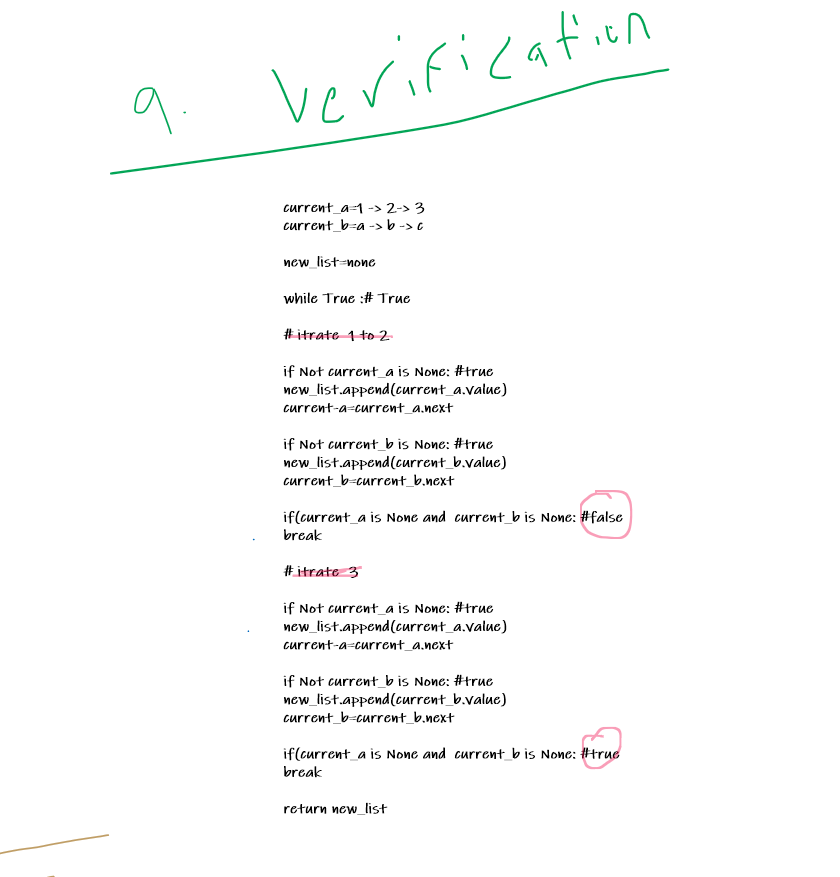 9. Verification
current_a=1 -> 2-> 3
current_b=a -> b -> c
new_list=none
while True :# True
# itrate 1 to 2
if Not current_a is None: #true
new_list.append(current_a.value)
current-a=current_a.next
if Not current_b is None: #true
new_list.append(current_b.value)
current_b=current_b.next
if(current_a is None and current_b is None: #false
break
# itrate 3
if Not current_a is None: #true
new_list.append(current_a.value)
current-a=current_a.next
if Not current_b is None: #true
new_list.append(current_b.value)
current_b=current_b.next
if(current_a is None and current_b is None: #true
break
return new_list